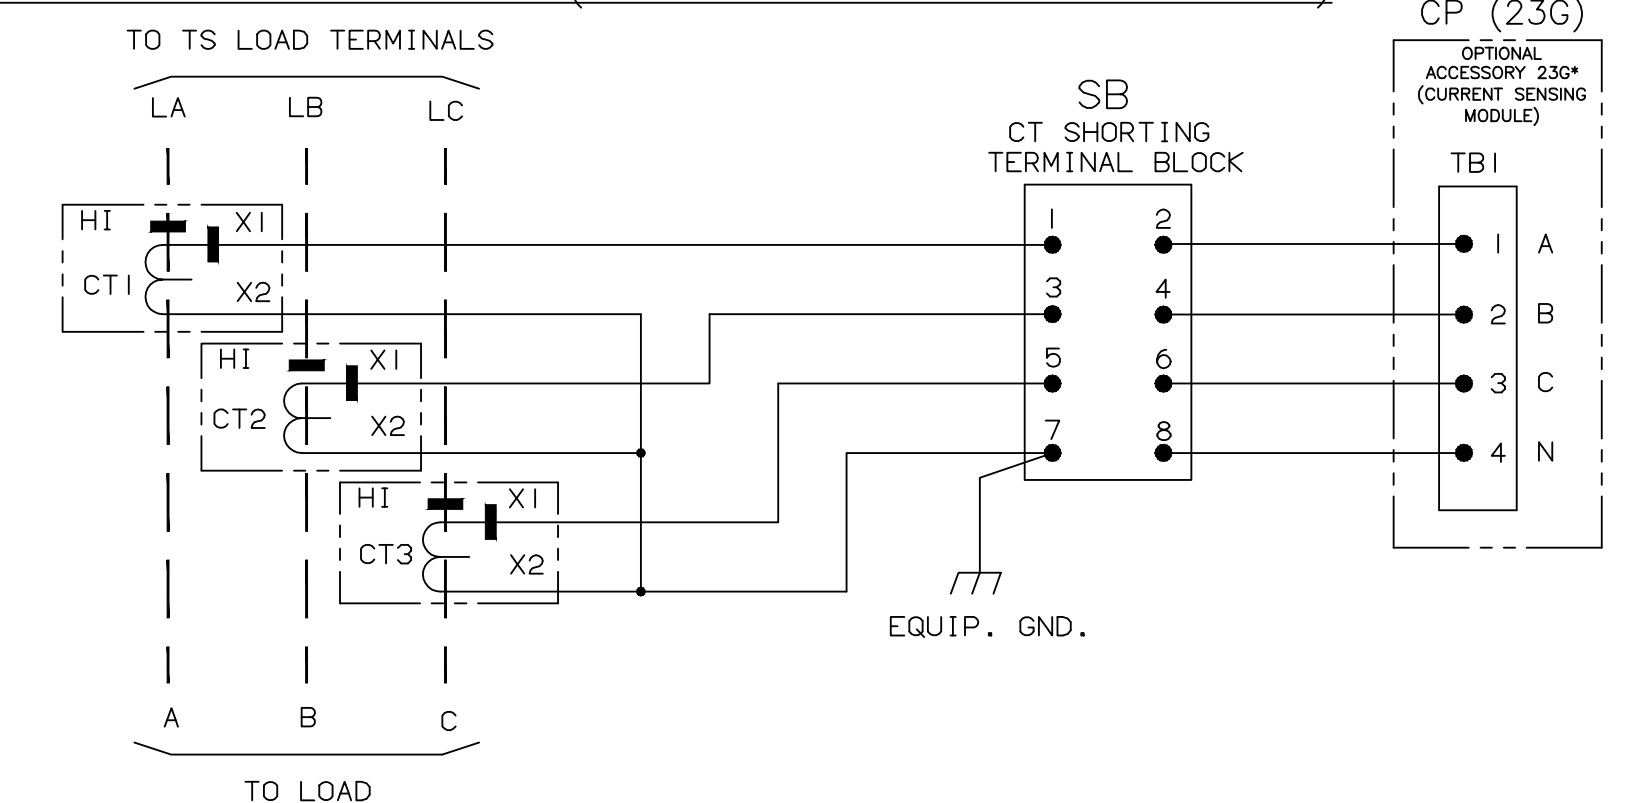 CP (23G)
TO TS LOAD TERMINALS
OPTIONAL
ACCESSORY 23G*
(CURRENT SENSING
MODULE)
LA LB LC
SB
CT SHORTING
TERMINAL BLOCK
TB1
H1 X1
CT1 X2
H1 X1
CT2 X2
H1 X1
CT3 X2
1 2
3 4
5 6
7 8
1 A
2 B
3 C
4 N
EQUIP. GND.
A B C
TO LOAD